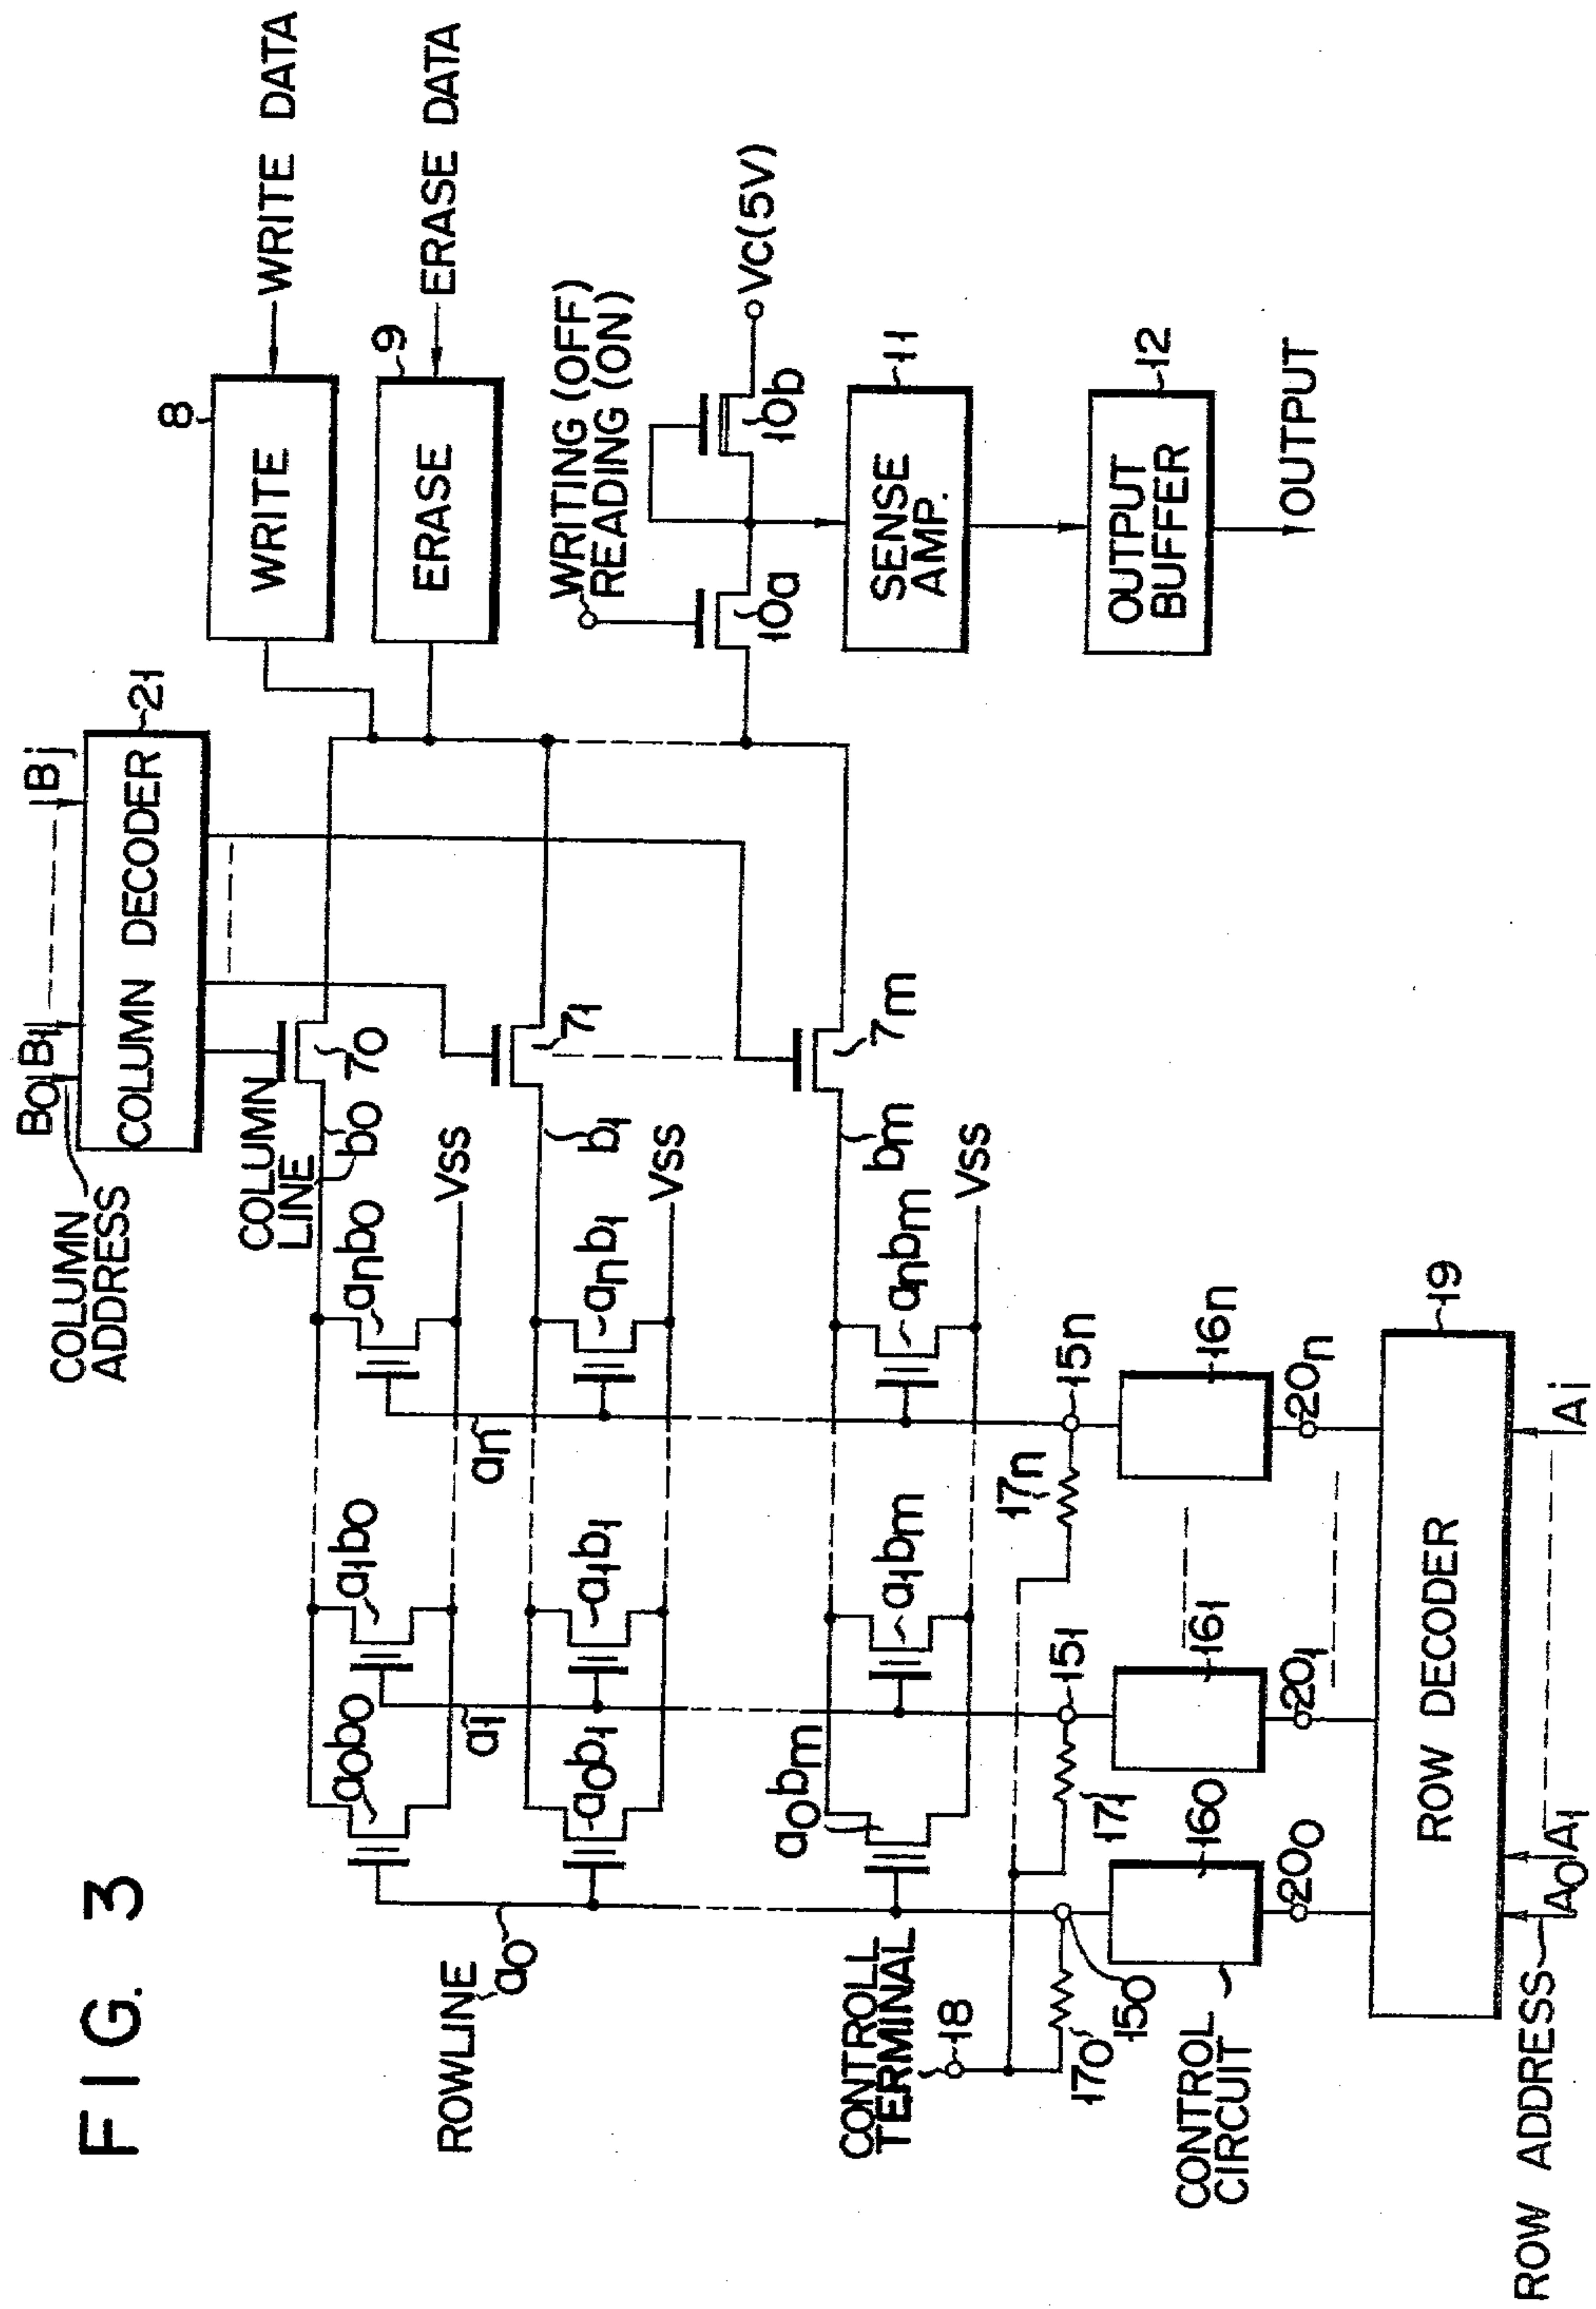 FIG. 3
COLUMN
ADDRESS
B0 B1 Bj
COLUMN DECODER
21
8
WRITE
WRITE DATA
9
ERASE
ERASE DATA
COLUMN
LINE
b0
70
a0b0
a1b0
anb0
VSS
ROWLINE
a0
a1
an
a0b1
a1b1
anb1
b1
71
VSS
WRITING (OFF)
READING (ON)
10a
10b
VC(5V)
a0bm
a1bm
anbm
bm
7m
VSS
SENSE
AMP.
11
OUTPUT
BUFFER
12
OUTPUT
CONTROLL
TERMINAL
18
170
150
171
151
17n
15n
CONTROL
CIRCUIT
160
161
16n
200
201
20n
ROW DECODER
19
ROW ADDRESS
A0 A1 Ai